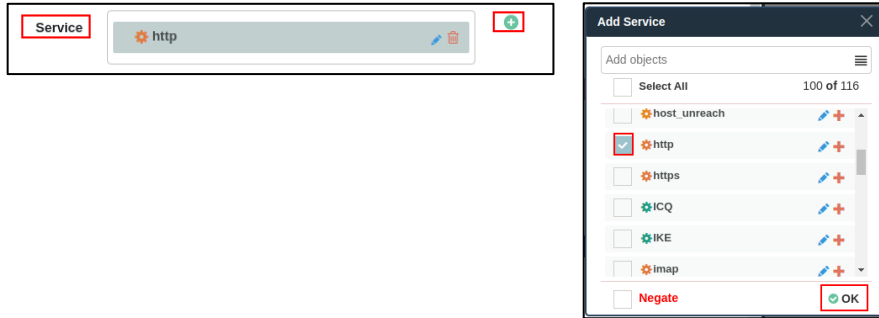 Service
http
Add Service
Add objects
Select All 100 of 116
host_unreach
http
https
ICQ
IKE
imap
Negate OK